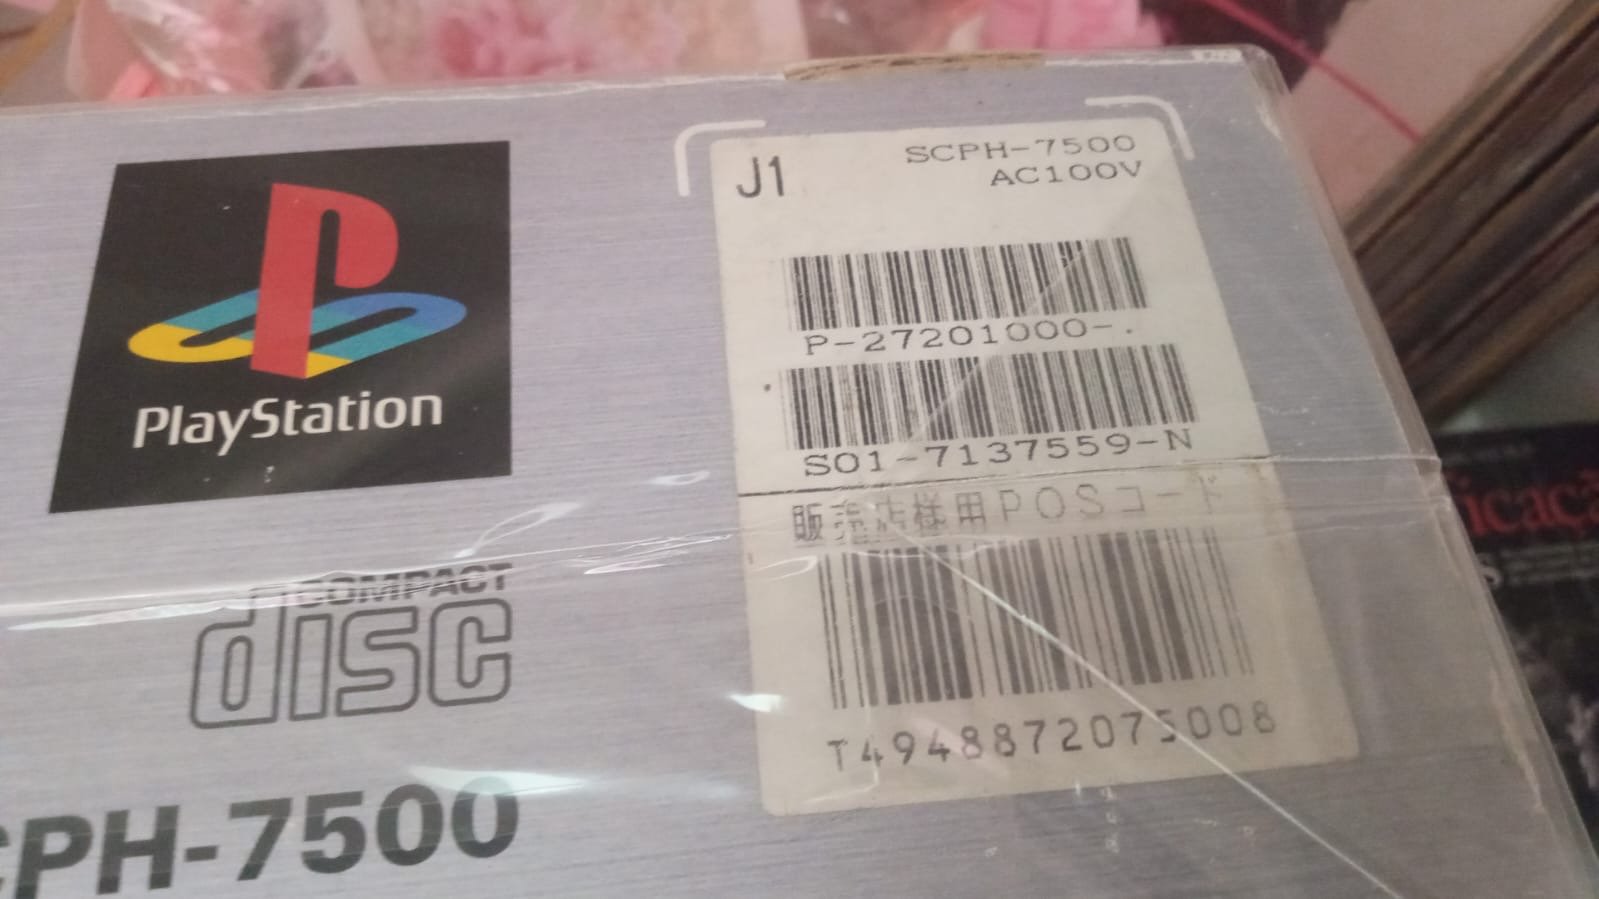 PlayStation
COMPACT
disc
CPH-7500
J1
SCPH-7500
AC100V
P-27201000-.
S01-7137559-N
販売店様用POSコード
T4948872075008
icaçã